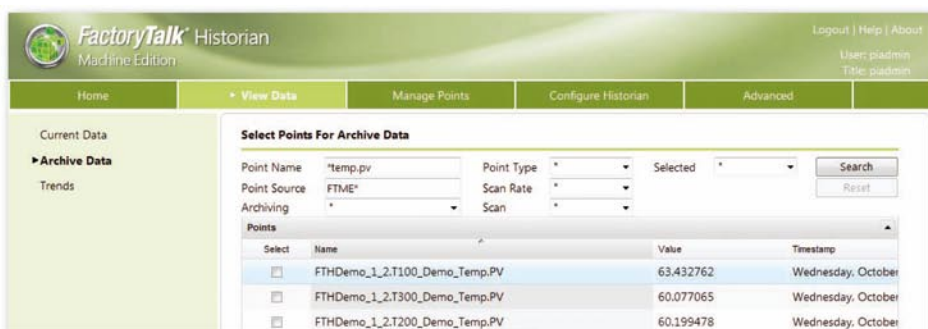 FactoryTalk Historian
Machine Edition
Logout | Help | About
User: piadmin
Title: piadmin
Home
View Data
Manage Points
Configure Historian
Advanced
Current Data
Archive Data
Trends
Select Points For Archive Data
Point Name *temp.pv Point Type * Selected * Search
Point Source FTME* Scan Rate * Reset
Archiving * Scan *
Points
Select Name Value Timestamp
FTHDemo_1_2.T100_Demo_Temp.PV 63.432762 Wednesday, October
FTHDemo_1_2.T300_Demo_Temp.PV 60.077065 Wednesday, October
FTHDemo_1_2.T200_Demo_Temp.PV 60.199478 Wednesday, October